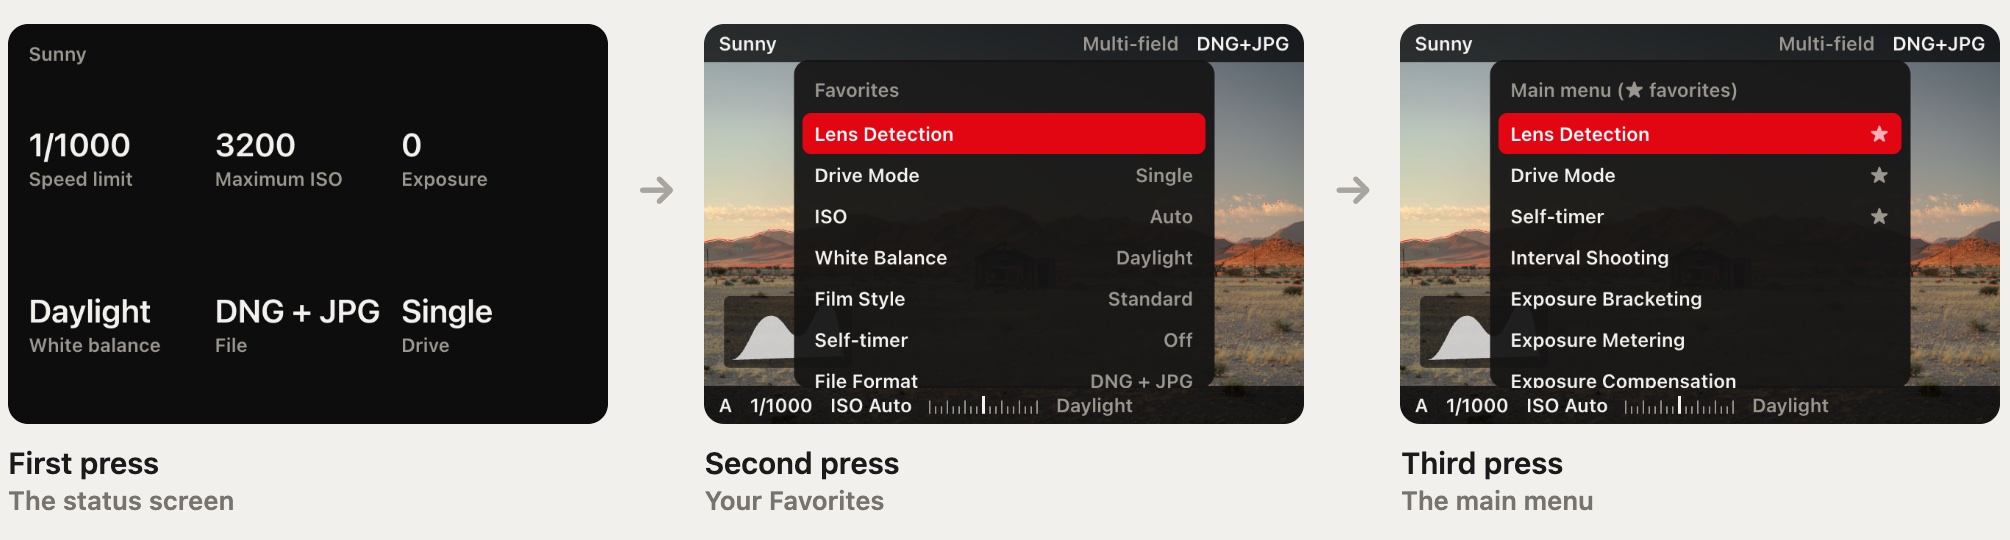 Sunny
1/1000
Speed limit
3200
Maximum ISO
0
Exposure
Daylight
White balance
DNG + JPG
File
Single
Drive
First press
The status screen
Sunny Multi-field DNG+JPG
Favorites
Lens Detection
Drive Mode Single
ISO Auto
White Balance Daylight
Film Style Standard
Self-timer Off
File Format DNG + JPG
A 1/1000 ISO Auto Daylight
Second press
Your Favorites
Sunny Multi-field DNG+JPG
Main menu (★ favorites)
Lens Detection ★
Drive Mode ★
Self-timer ★
Interval Shooting
Exposure Bracketing
Exposure Metering
Exposure Compensation
A 1/1000 ISO Auto Daylight
Third press
The main menu